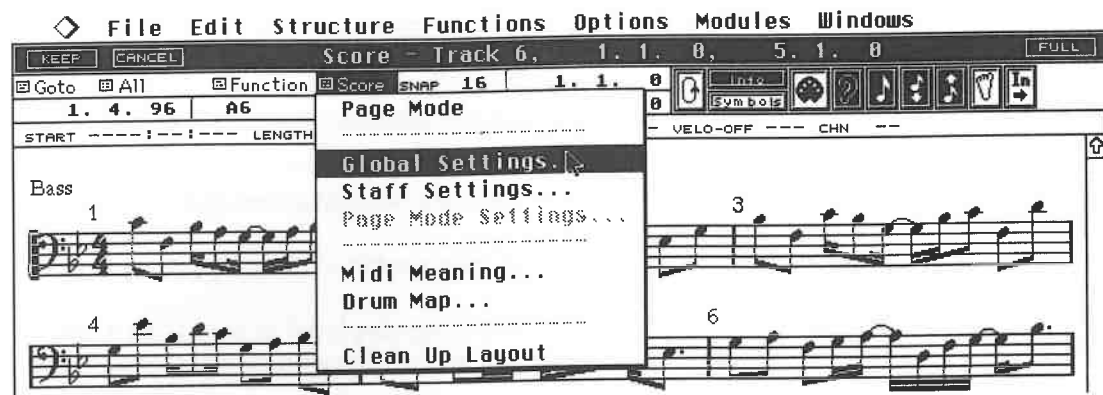 File Edit Structure Functions Options Modules Windows
KEEP CANCEL Score - Track 6, 1. 1. 0, 5. 1. 0 FULL
Goto All Function Score SNAP 16 1. 1. 0 Info In
1. 4. 96 A6 0 Symbols
START ----:--:---- LENGTH - VELO-OFF --- CHN --
Page Mode
Global Settings.
Staff Settings...
Page Mode Settings...
Midi Meaning...
Drum Map...
Clean Up Layout
Bass
1 3
4 6